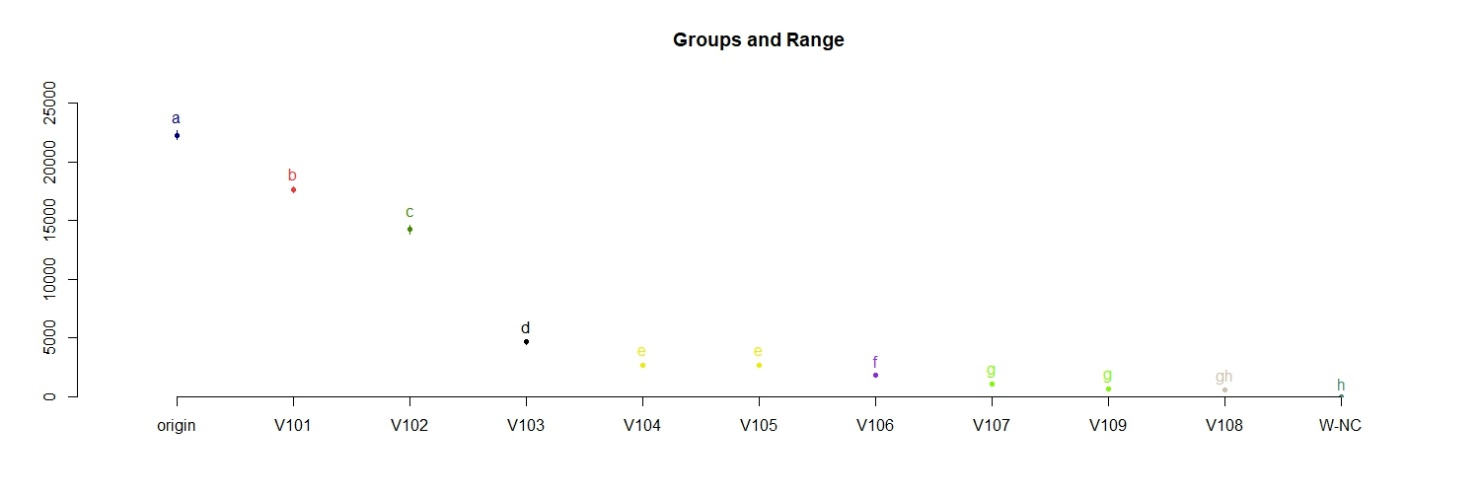 Groups and Range
25000
20000
15000
10000
5000
0
a
b
c
d
e
e
f
g
g
gh
h
origin V101 V102 V103 V104 V105 V106 V107 V109 V108 W-NC